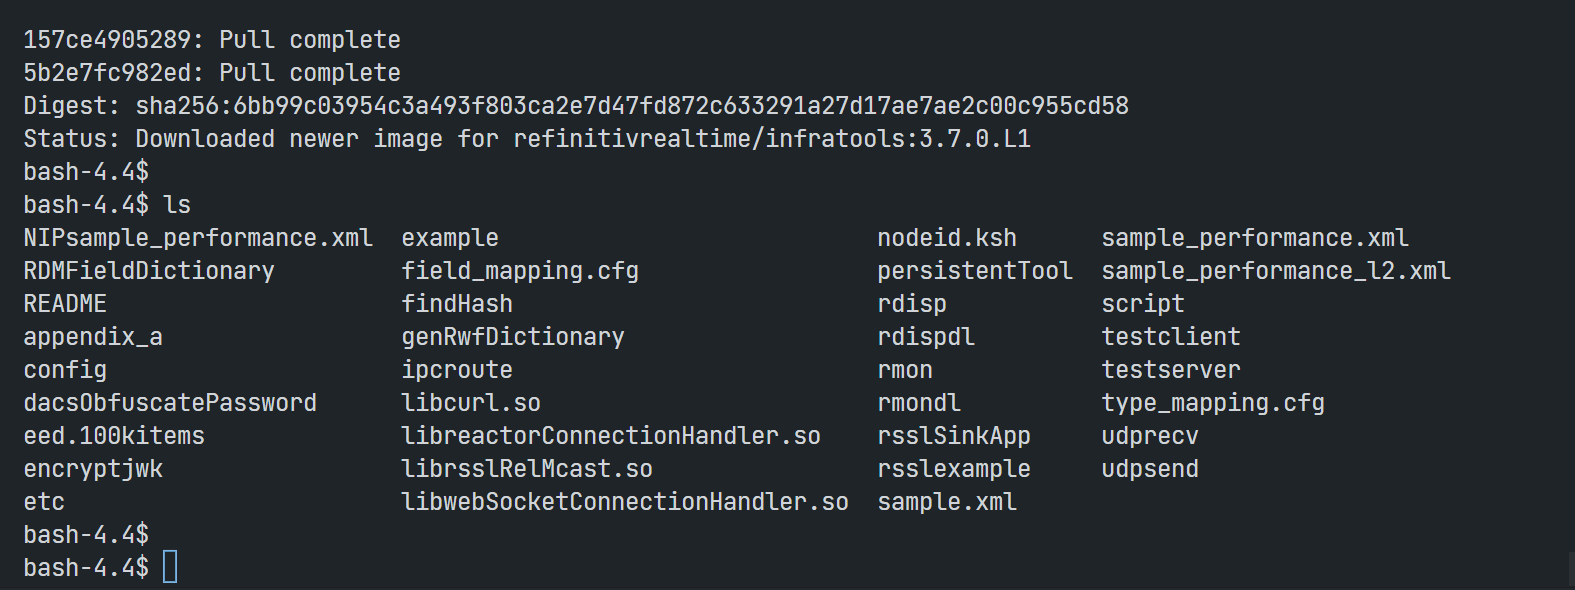 157ce4905289: Pull complete
5b2e7fc982ed: Pull complete
Digest: sha256:6bb99c03954c3a493f803ca2e7d47fd872c633291a27d17ae7ae2c00c955cd58
Status: Downloaded newer image for refinitivrealtime/infratools:3.7.0.L1
bash-4.4$
bash-4.4$ ls
NIPsample_performance.xml  example                         nodeid.ksh      sample_performance.xml
RDMFieldDictionary         field_mapping.cfg               persistentTool  sample_performance_l2.xml
README                     findHash                        rdisp           script
appendix_a                 genRwfDictionary                rdispdl         testclient
config                     ipcroute                        rmon            testserver
dacsObfuscatePassword      libcurl.so                      rmondl          type_mapping.cfg
eed.100kitems              libreactorConnectionHandler.so  rsslSinkApp     udprecv
encryptjwk                 librsslRelMcast.so              rsslexample     udpsend
etc                        libwebSocketConnectionHandler.so  sample.xml
bash-4.4$
bash-4.4$